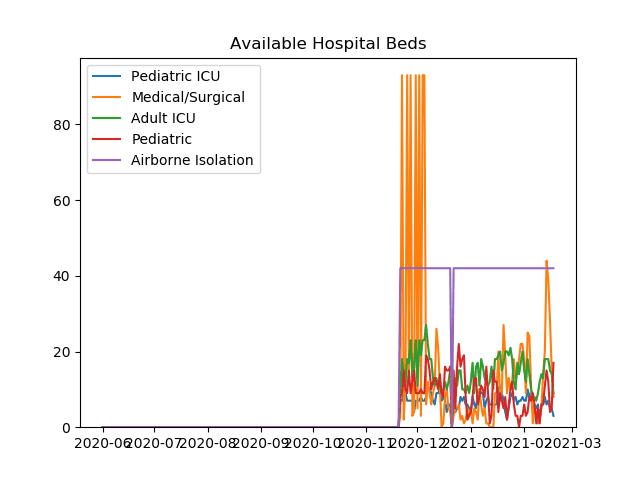 Available Hospital Beds
Pediatric ICU
Medical/Surgical
Adult ICU
Pediatric
Airborne Isolation
80
60
40
20
0
2020-06 2020-07 2020-08 2020-09 2020-10 2020-11 2020-12 2021-01 2021-02 2021-03